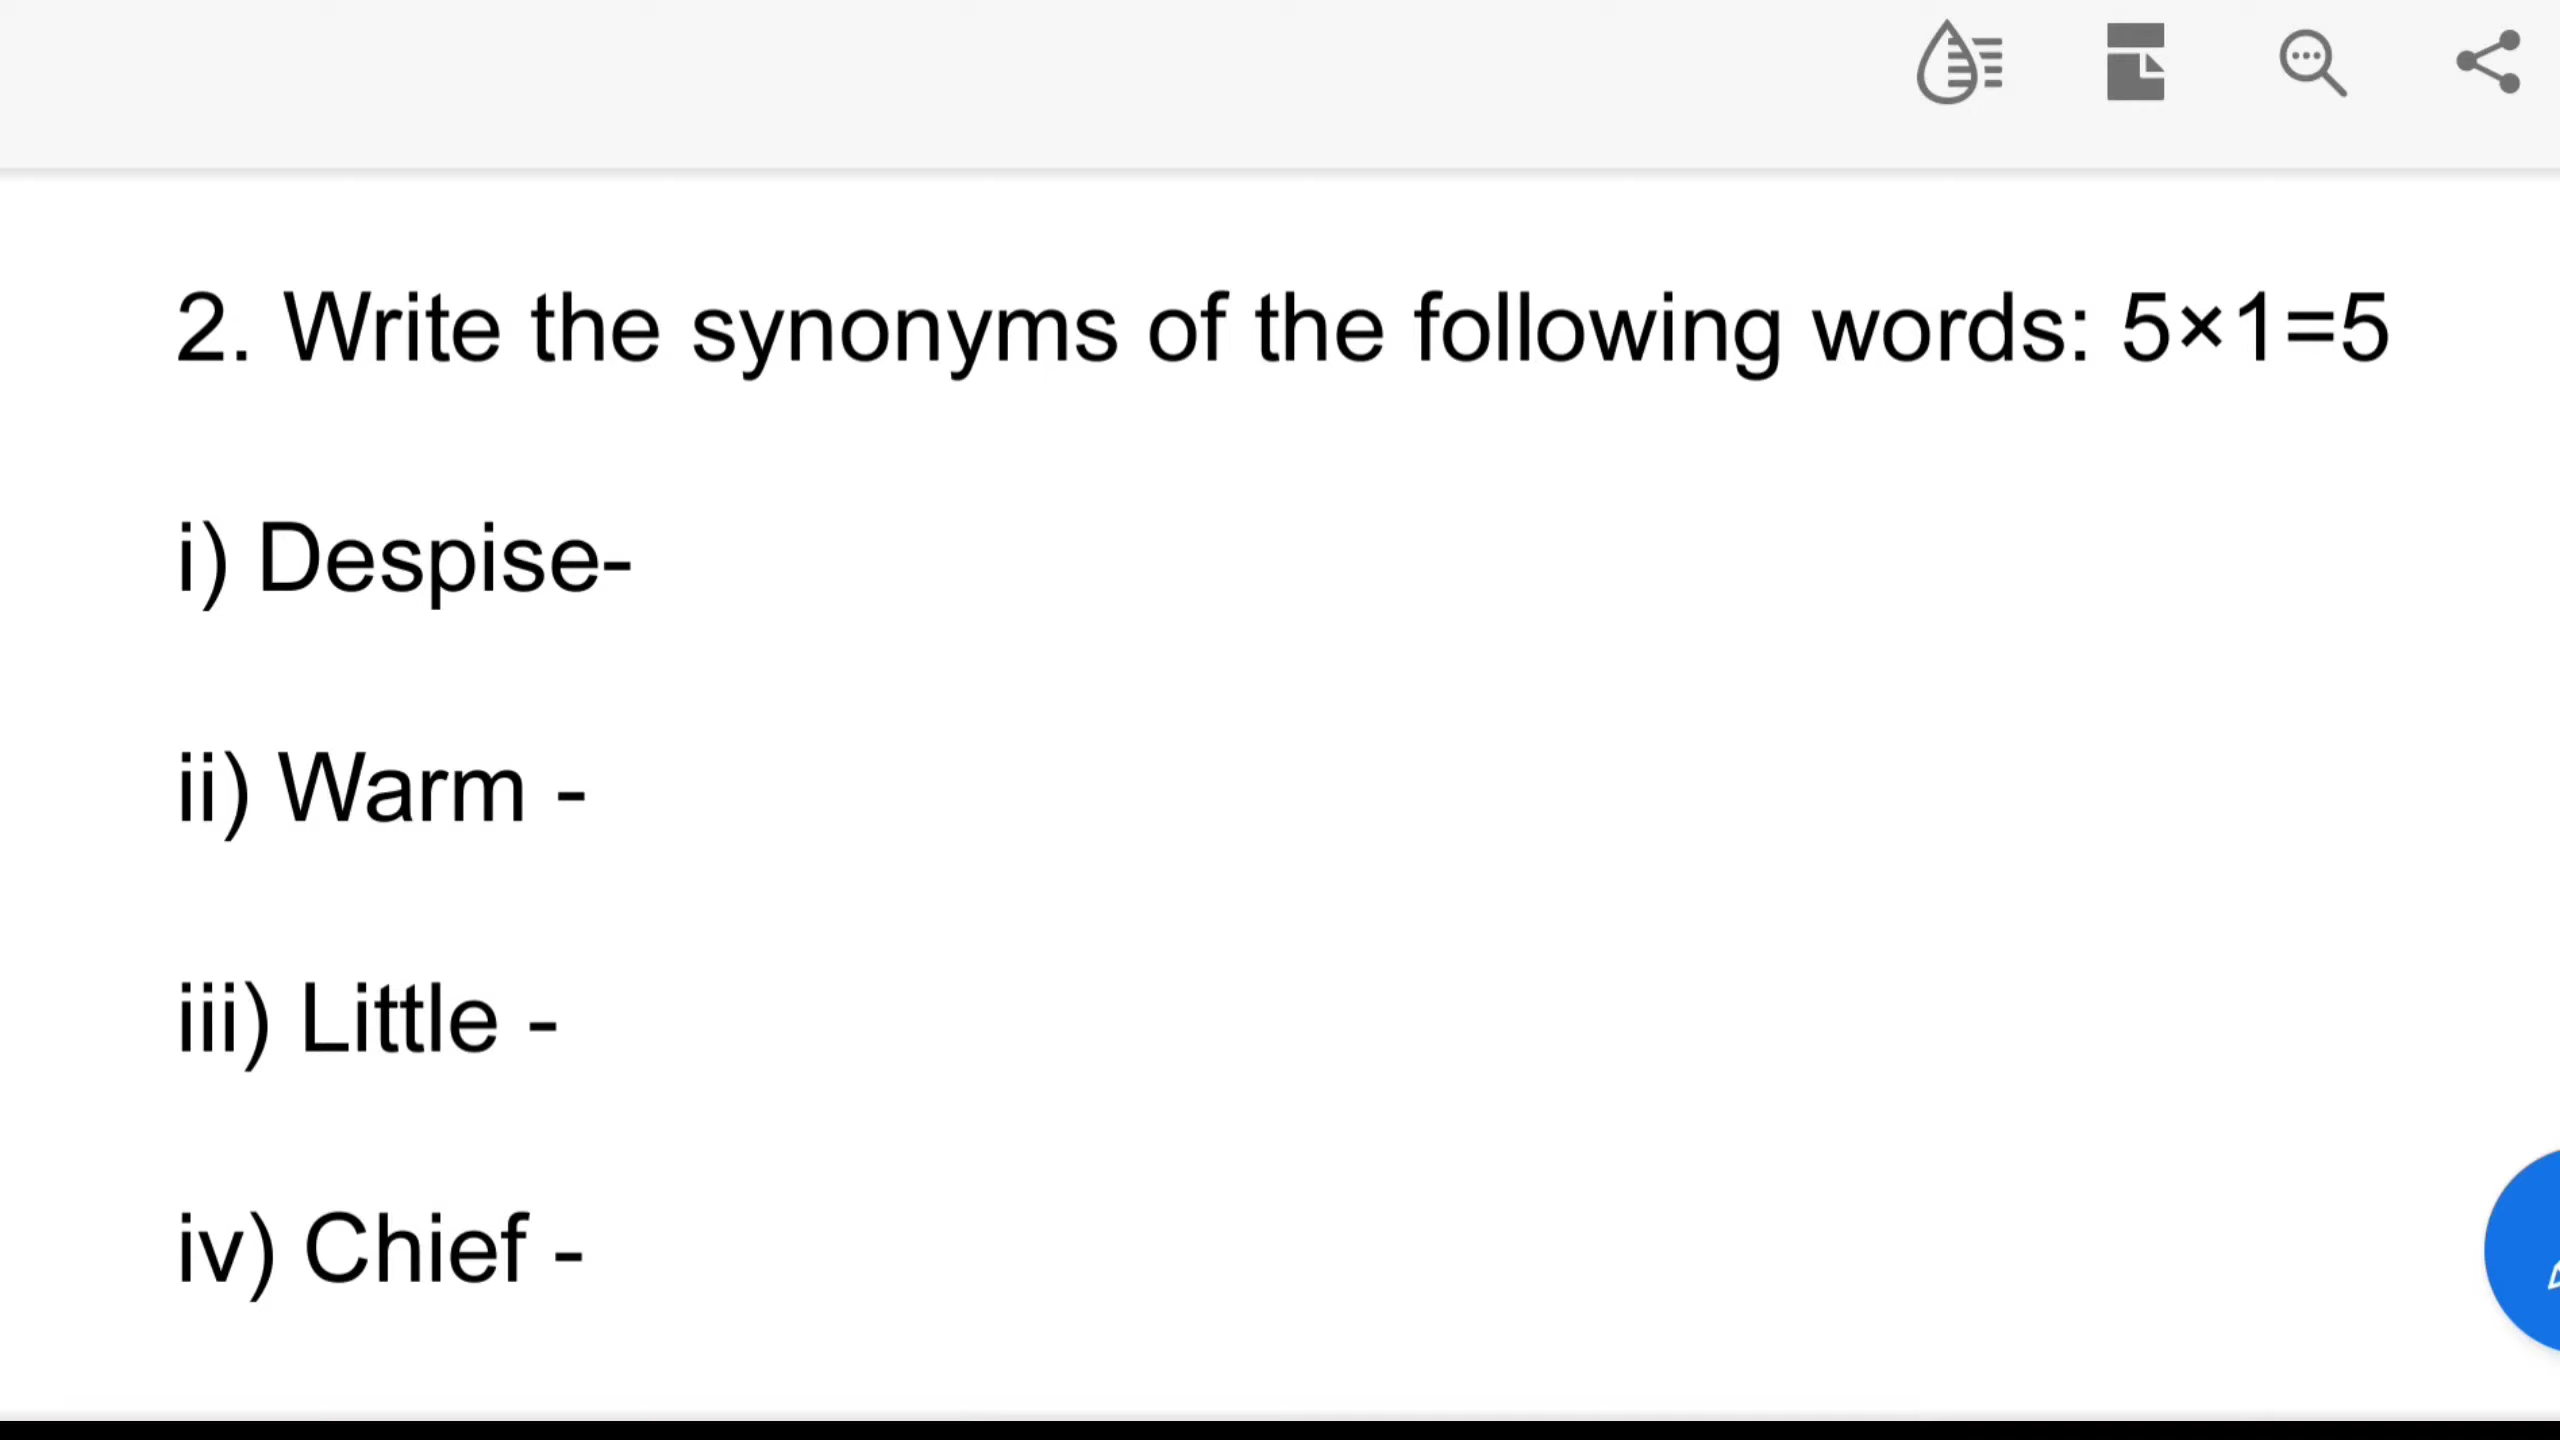 2. Write the synonyms of the following words: 5×1=5
i) Despise-
ii) Warm -
iii) Little -
iv) Chief -